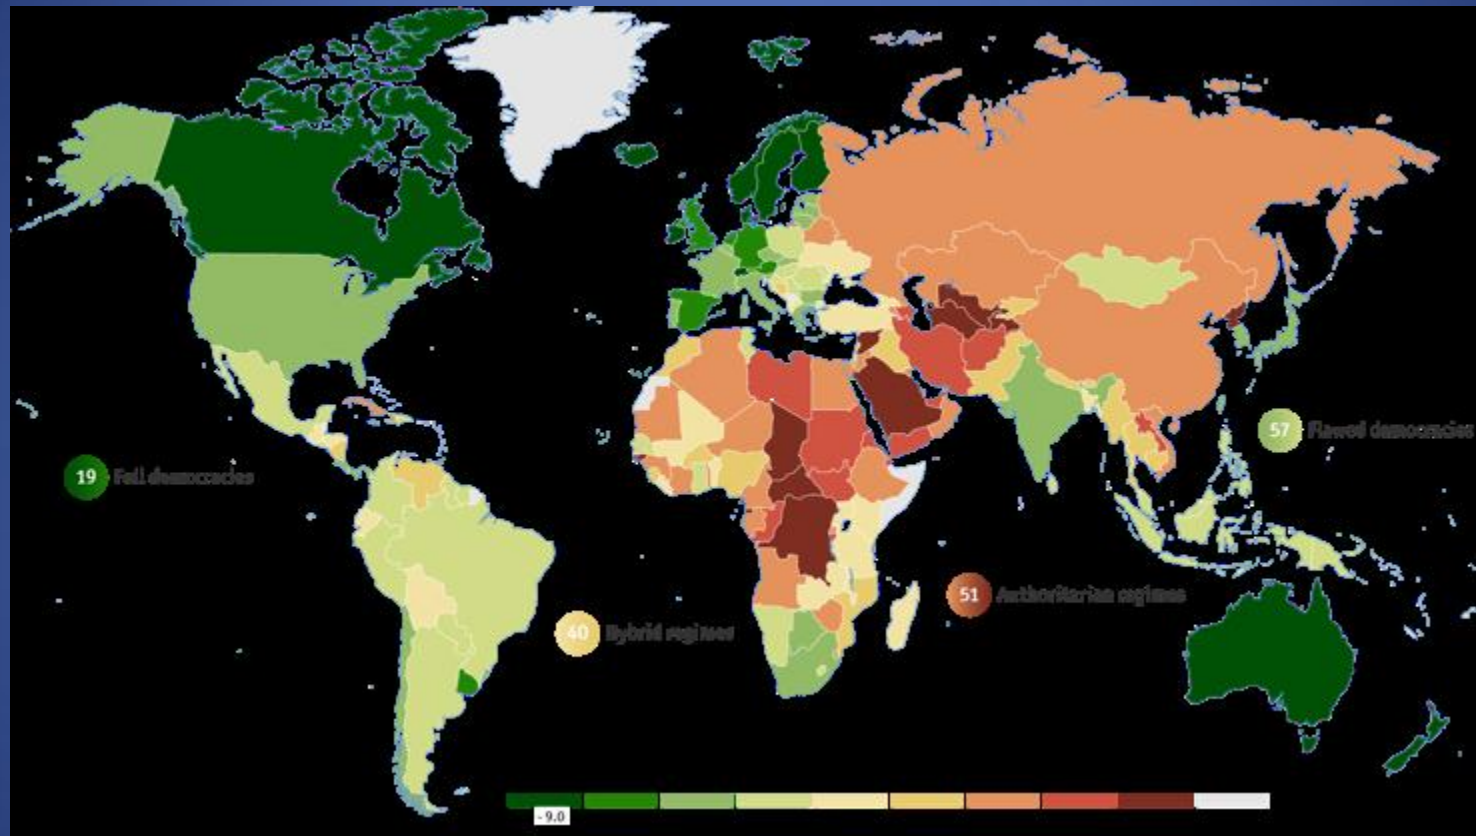 57 Flawed democracies
19 Full democracies
51 Authoritarian regimes
40 Hybrid regimes
- 9.0